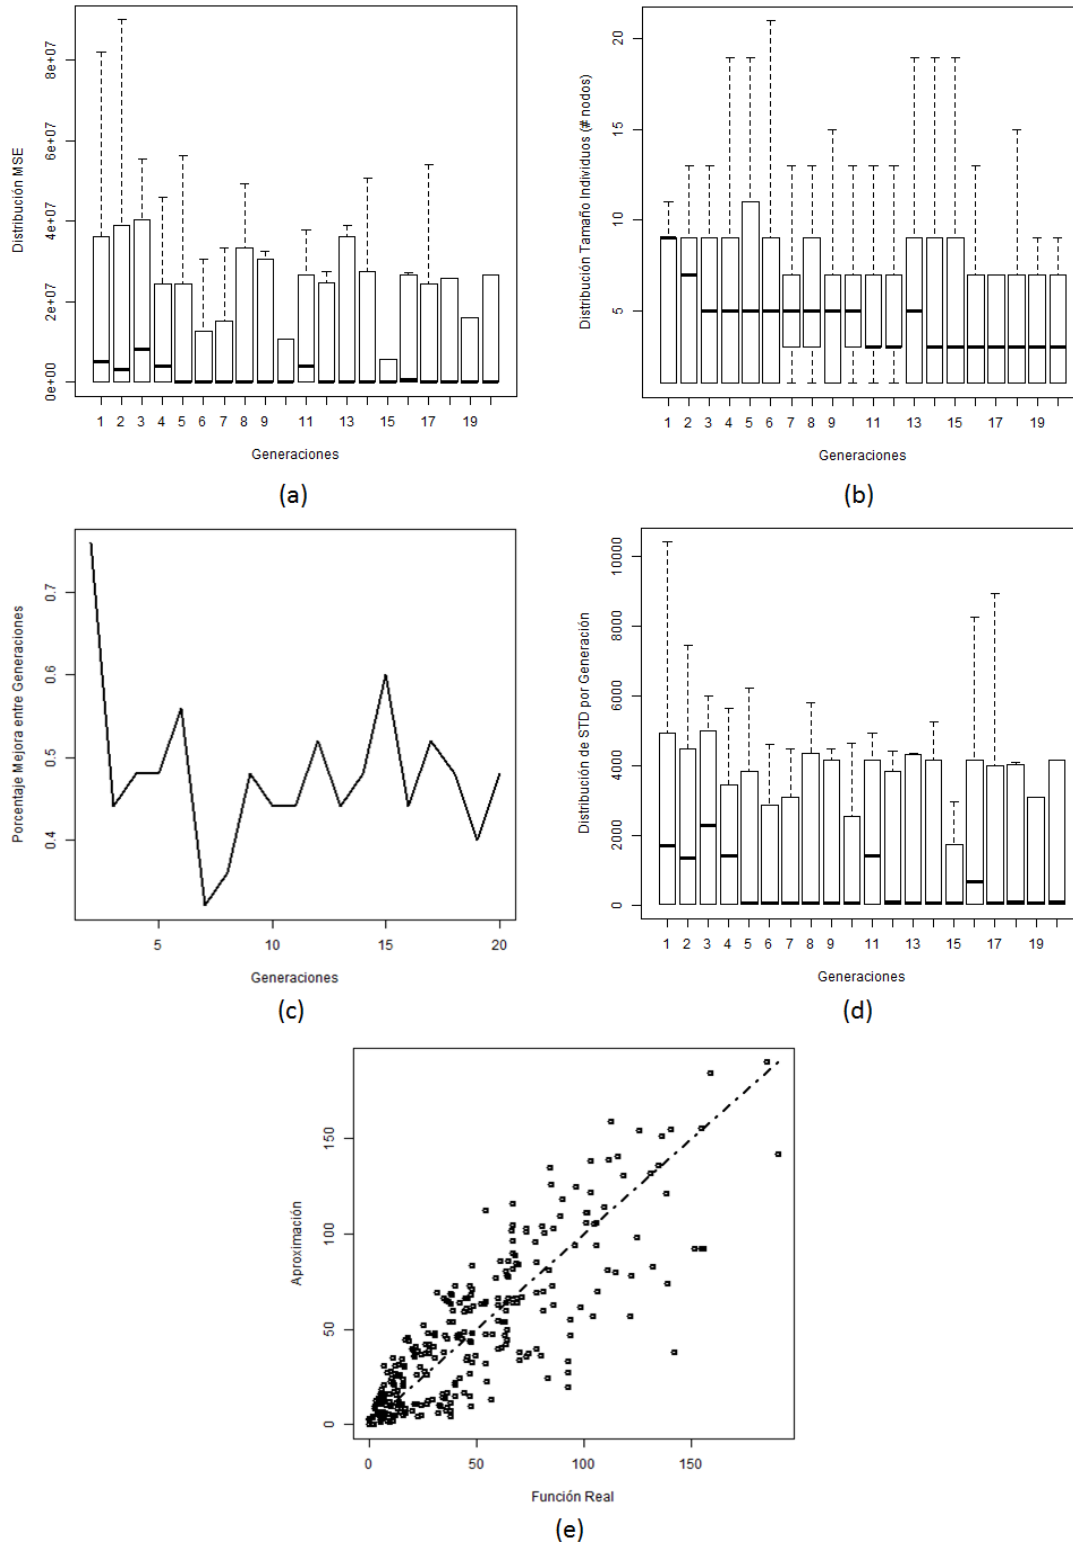 Distribución MSE
0e+00 2e+07 4e+07 6e+07 8e+07
1 2 3 4 5 6 7 8 9 11 13 15 17 19
Generaciones
(a)
Distribución Tamaño Individuos (# nodos)
5 10 15 20
1 2 3 4 5 6 7 8 9 11 13 15 17 19
Generaciones
(b)
Porcentaje Mejora entre Generaciones
0.4 0.5 0.6 0.7
5 10 15 20
Generaciones
(c)
Distribución de STD por Generación
0 2000 4000 6000 8000 10000
1 2 3 4 5 6 7 8 9 11 13 15 17 19
Generaciones
(d)
Aproximación
0 50 100 150
0 50 100 150
Función Real
(e)